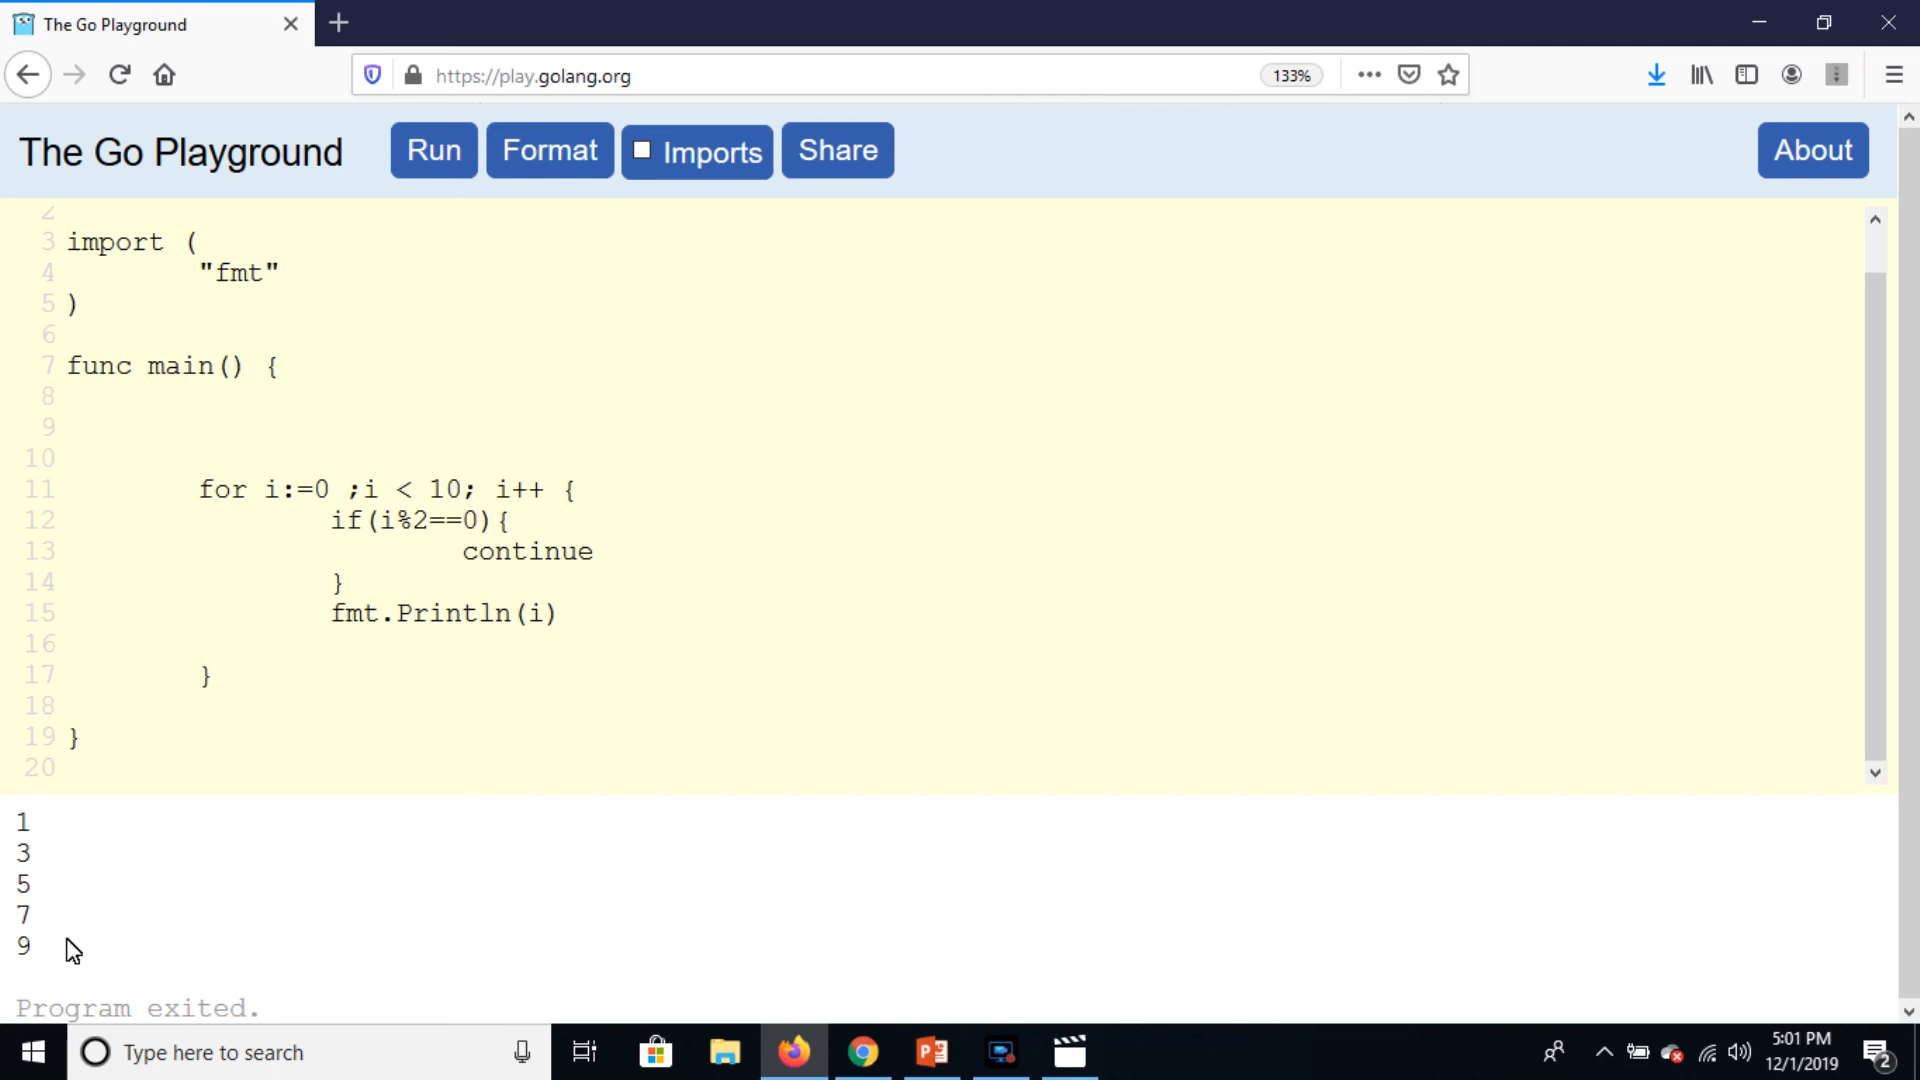 The Go Playground
https://play.golang.org
133%
The Go Playground
Run
Format
Imports
Share
About
2
3 import (
4 "fmt"
5 )
6
7 func main() {
8
9
10
11 for i:=0 ;i < 10; i++ {
12 if(i%2==0){
13 continue
14 }
15 fmt.Println(i)
16
17 }
18
19 }
20
1
3
5
7
9
Program exited.
Type here to search
5:01 PM
12/1/2019
2